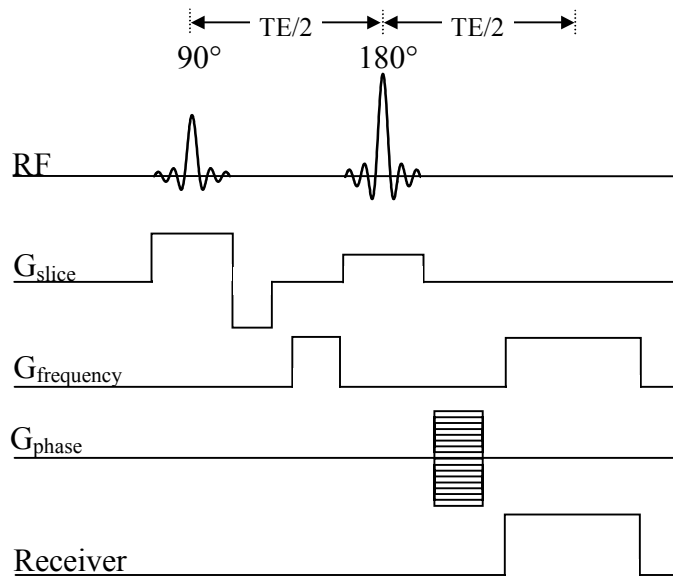 TE/2 TE/2
90° 180°
RF
Gslice
Gfrequency
Gphase
Receiver